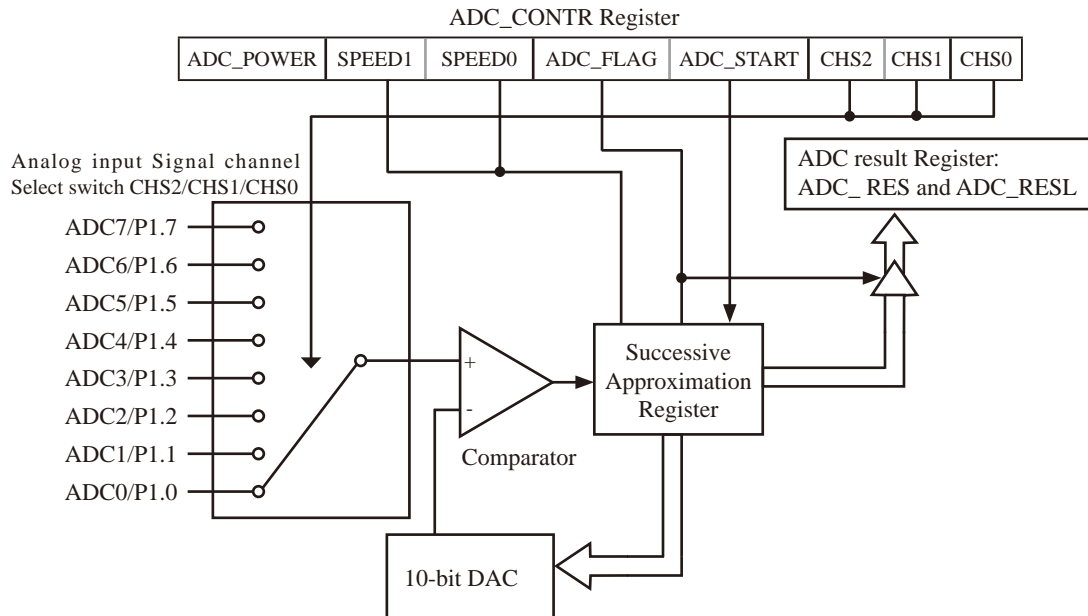 ADC_CONTR Register
ADC_POWER SPEED1 SPEED0 ADC_FLAG ADC_START CHS2 CHS1 CHS0
Analog input Signal channel
Select switch CHS2/CHS1/CHS0
ADC result Register:
ADC_ RES and ADC_RESL
ADC7/P1.7
ADC6/P1.6
ADC5/P1.5
ADC4/P1.4
ADC3/P1.3
ADC2/P1.2
ADC1/P1.1
ADC0/P1.0
+
-
Comparator
Successive
Approximation
Register
10-bit DAC